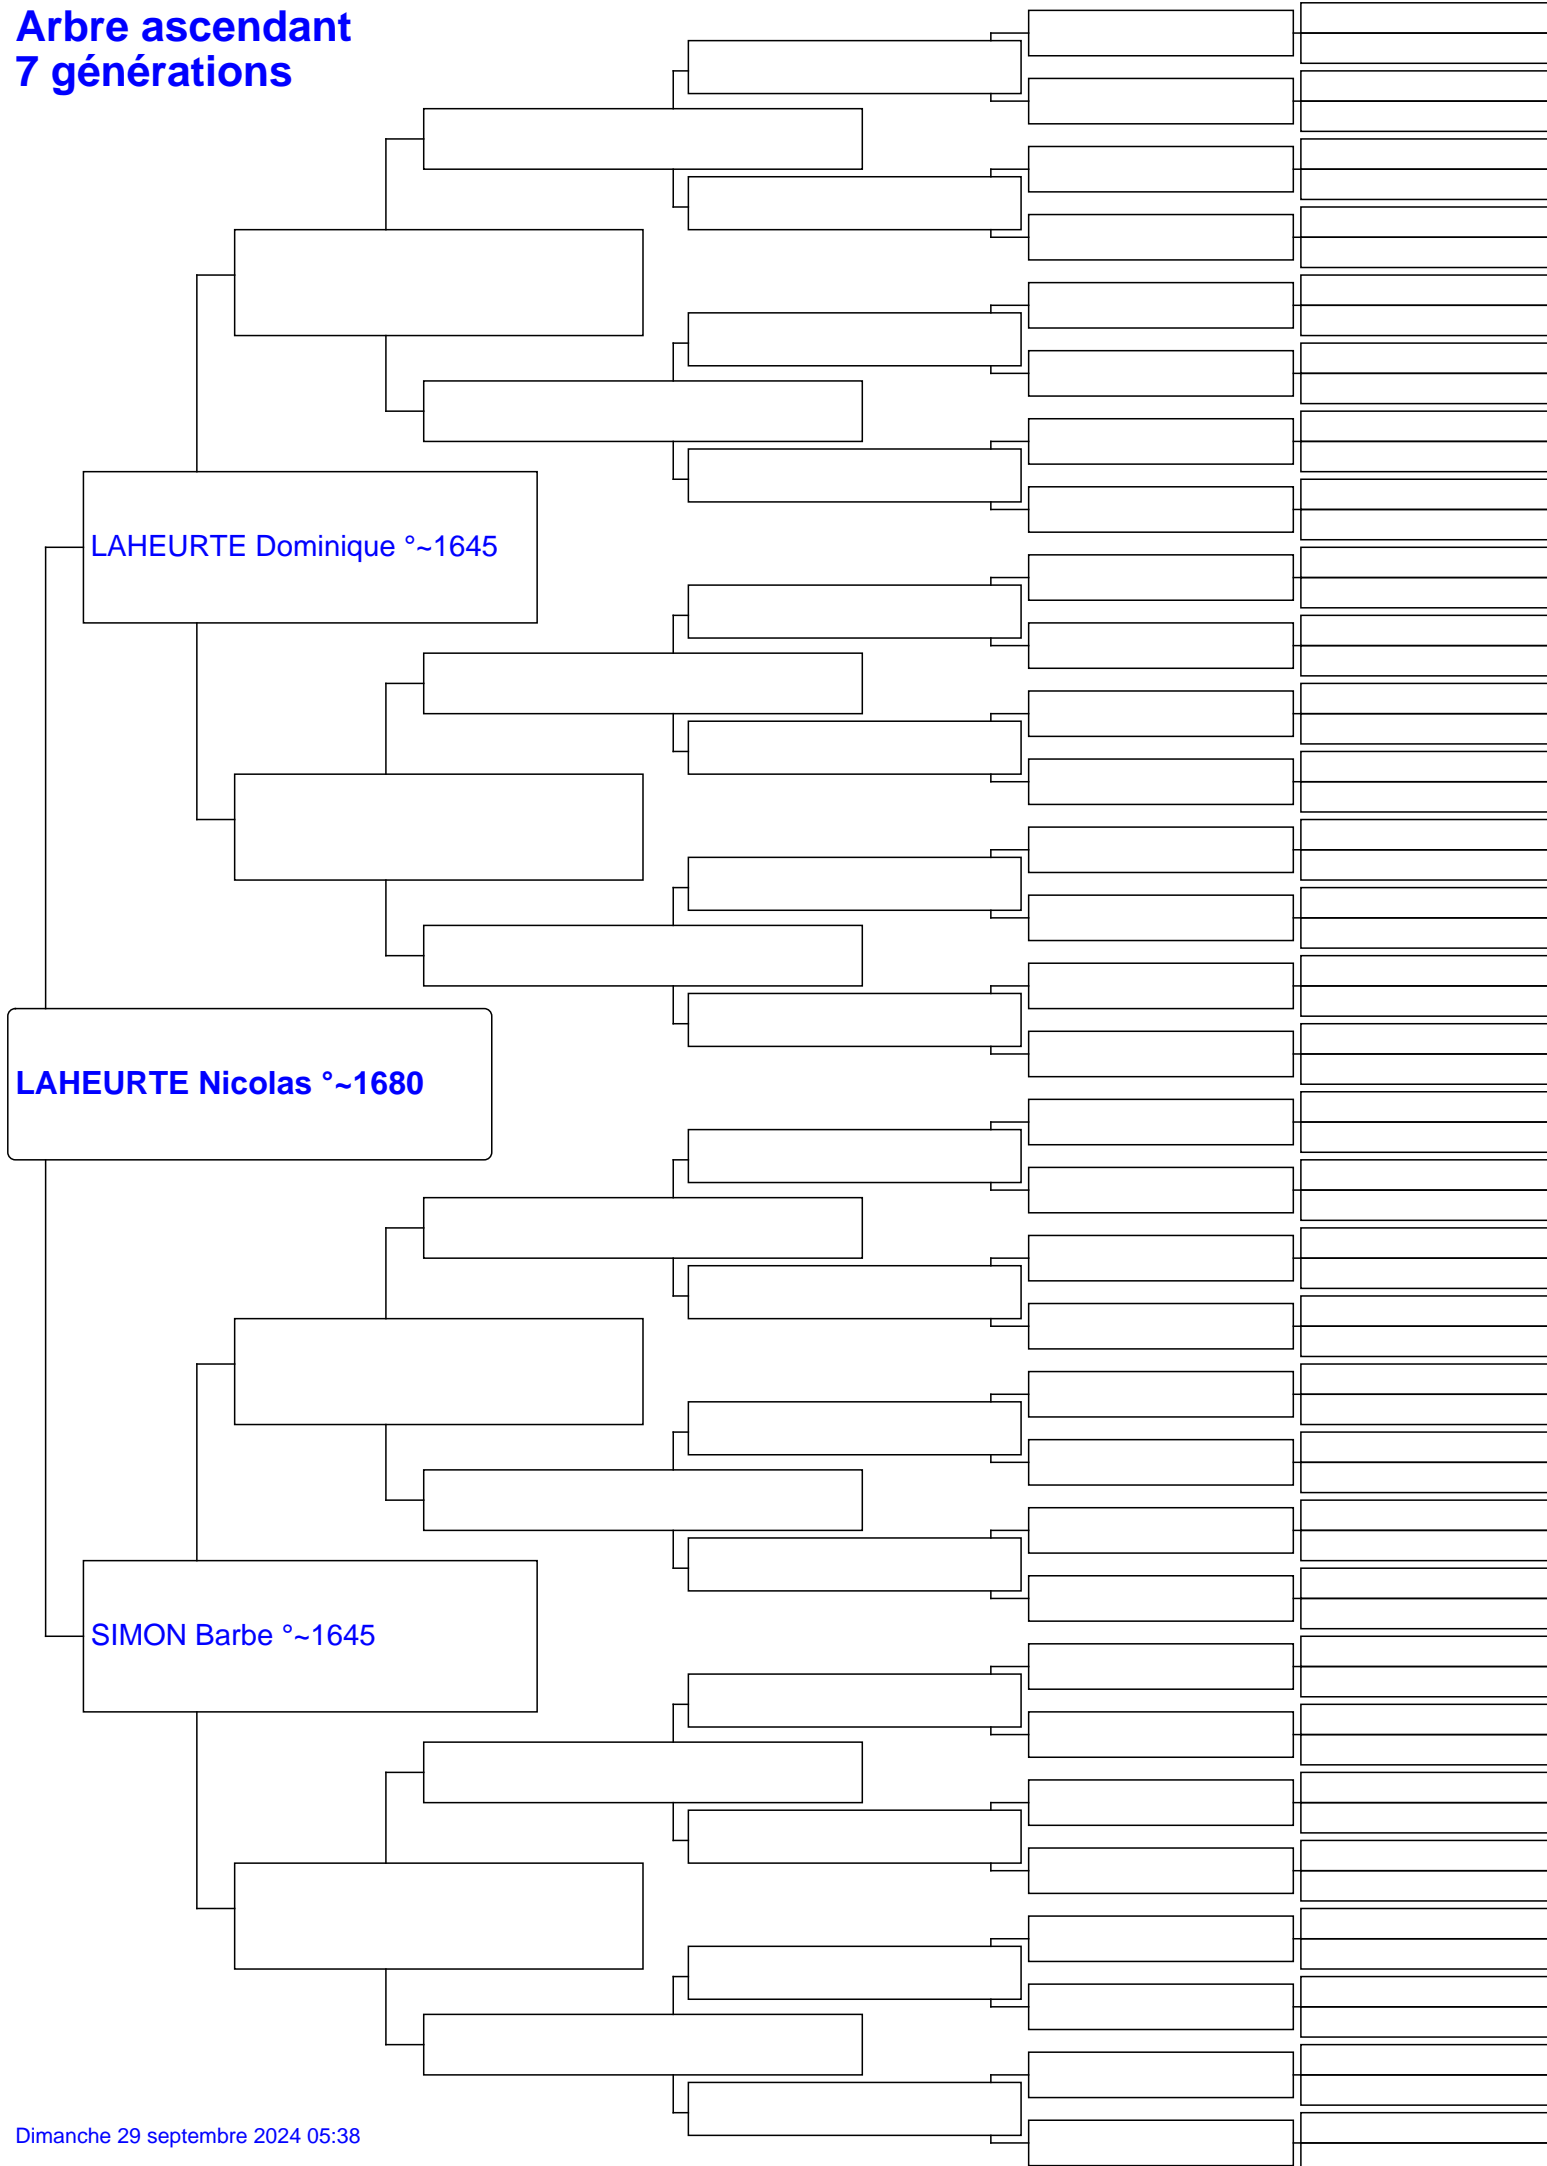 Arbre ascendant
7 générations
LAHEURTE Dominique °~1645
LAHEURTE Nicolas °~1680
SIMON Barbe °~1645
Dimanche 29 septembre 2024 05:38